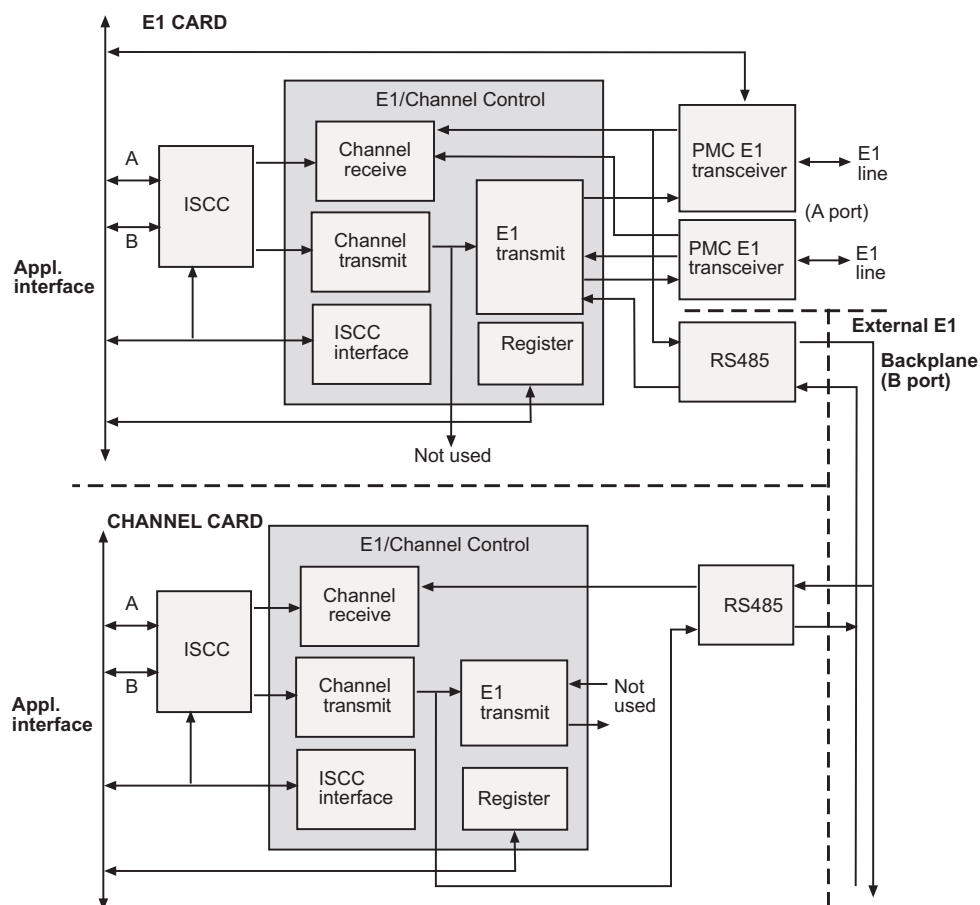 E1 CARD
E1/Channel Control
Channel
receive
PMC E1
transceiver
E1
line
A
ISCC
B
(A port)
Channel
transmit
E1
transmit
PMC E1
transceiver
E1
line
Appl.
interface
ISCC
interface
Register
RS485
External E1
Backplane
(B port)
Not used
CHANNEL CARD
E1/Channel Control
Channel
receive
RS485
A
ISCC
B
Channel
transmit
E1
transmit
Not
used
Appl.
interface
ISCC
interface
Register